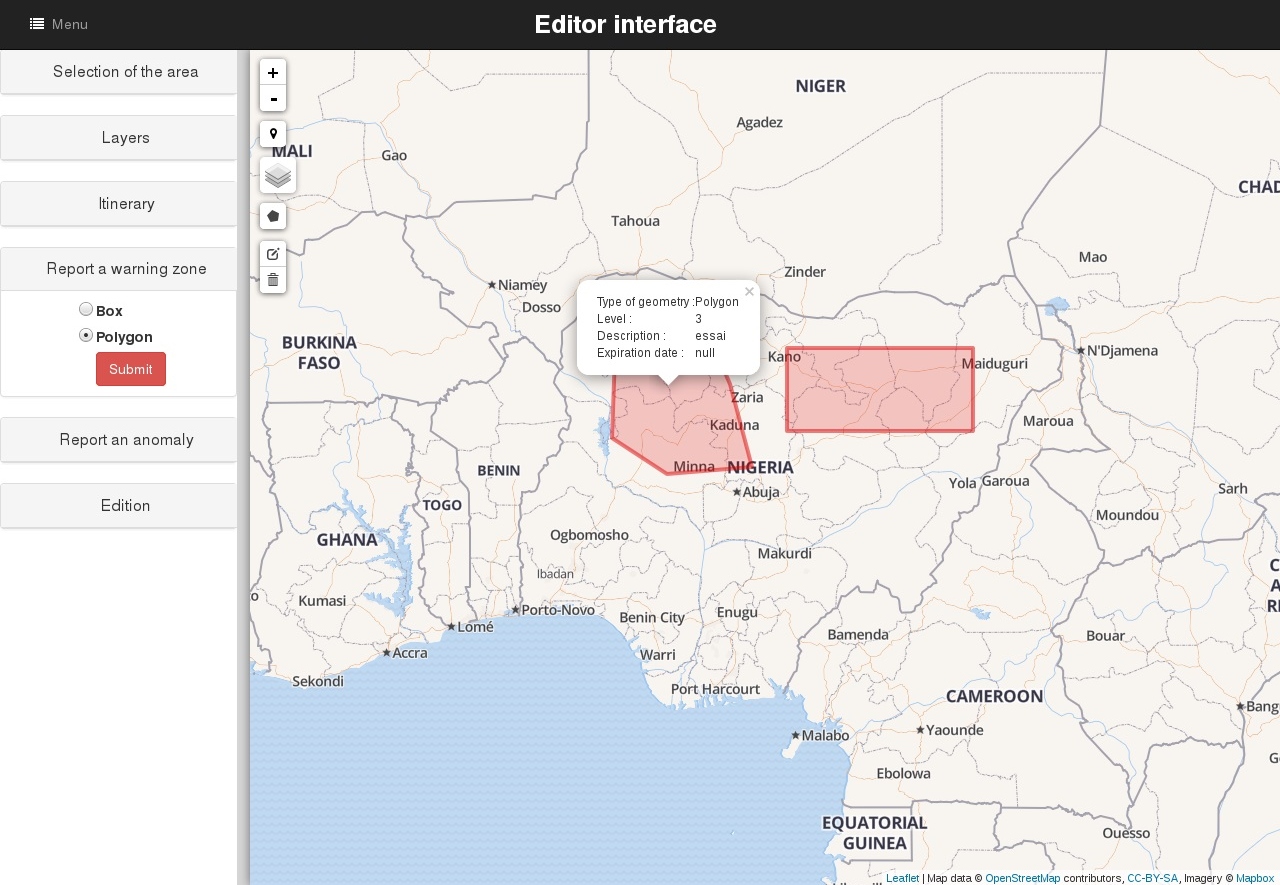 Menu
Editor interface
Selection of the area
Layers
Itinerary
Report a warning zone
Box
Polygon
Submit
Report an anomaly
Edition
+
-
NIGER
Agadez
MALI
Gao
CHAD
Tahoua
Mao
Zinder
Niamey
Dosso
Type of geometry : Polygon
Level : 3
Description : essai
Expiration date : null
×
BURKINA
FASO
Kano
Maiduguri
N'Djamena
Zaria
Kaduna
Maroua
Minna
NIGERIA
BENIN
Abuja
Yola
Garoua
Sarh
TOGO
Moundou
GHANA
Ogbomosho
Makurdi
Ibadan
Kumasi
Porto-Novo
Benin City
Enugu
Lomé
Bamenda
Bouar
Accra
Warri
Sekondi
Port Harcourt
CAMEROON
Malabo
Yaounde
Bang
Ebolowa
EQUATORIAL
GUINEA
Ouesso
Leaflet | Map data © OpenStreetMap contributors, CC-BY-SA, Imagery © Mapbox